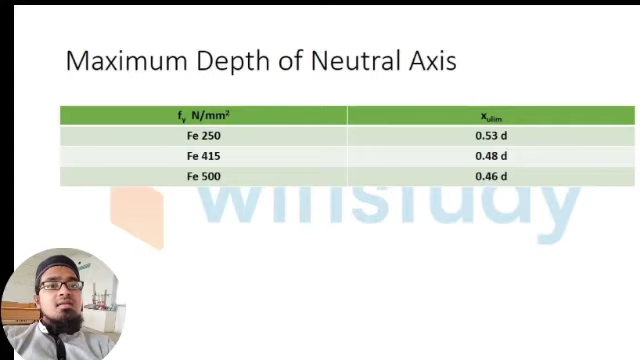 Maximum Depth of Neutral Axis
fy N/mm² xulim
Fe 250 0.53 d
Fe 415 0.48 d
Fe 500 0.46 d
winstudy